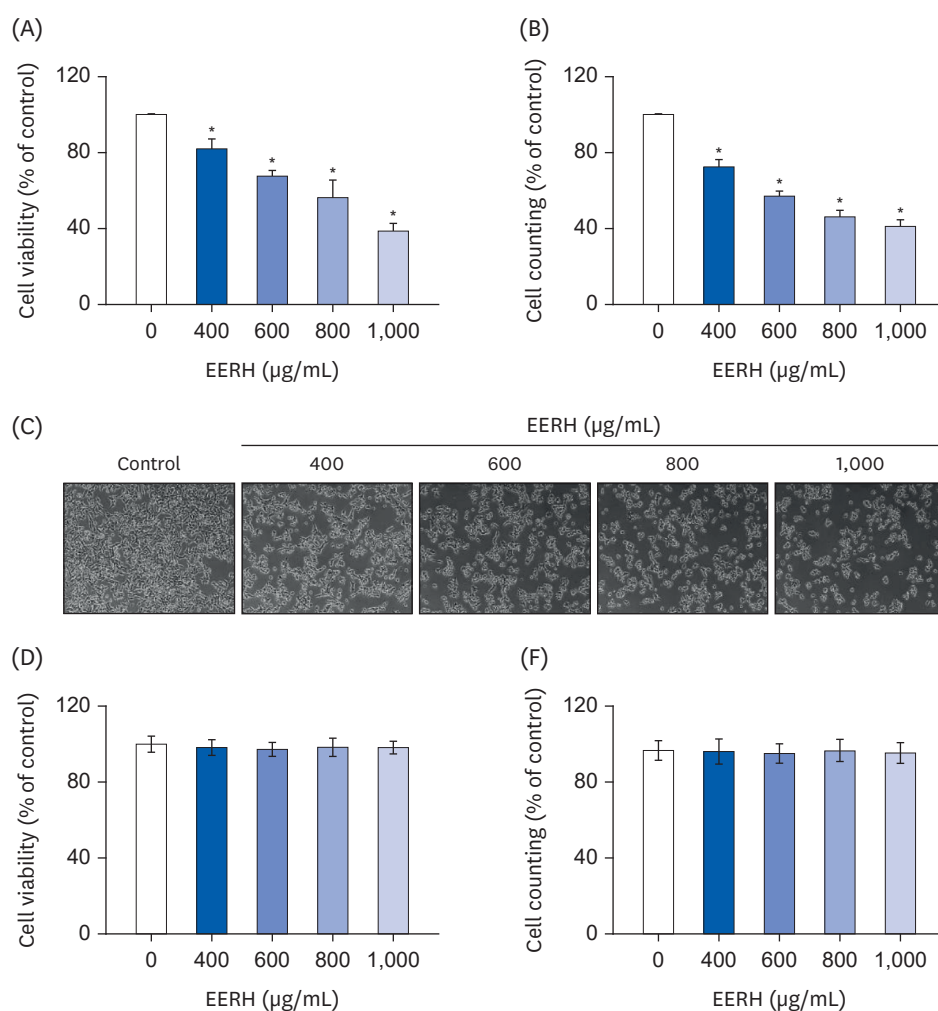 (A)
Cell viability (% of control)
120
80
40
0
*
*
*
*
0 400 600 800 1,000
EERH (µg/mL)
(B)
Cell counting (% of control)
120
80
40
0
*
*
*
*
0 400 600 800 1,000
EERH (µg/mL)
(C)
EERH (µg/mL)
Control 400 600 800 1,000
(D)
Cell viability (% of control)
120
80
40
0
0 400 600 800 1,000
EERH (µg/mL)
(F)
Cell counting (% of control)
120
80
40
0
0 400 600 800 1,000
EERH (µg/mL)